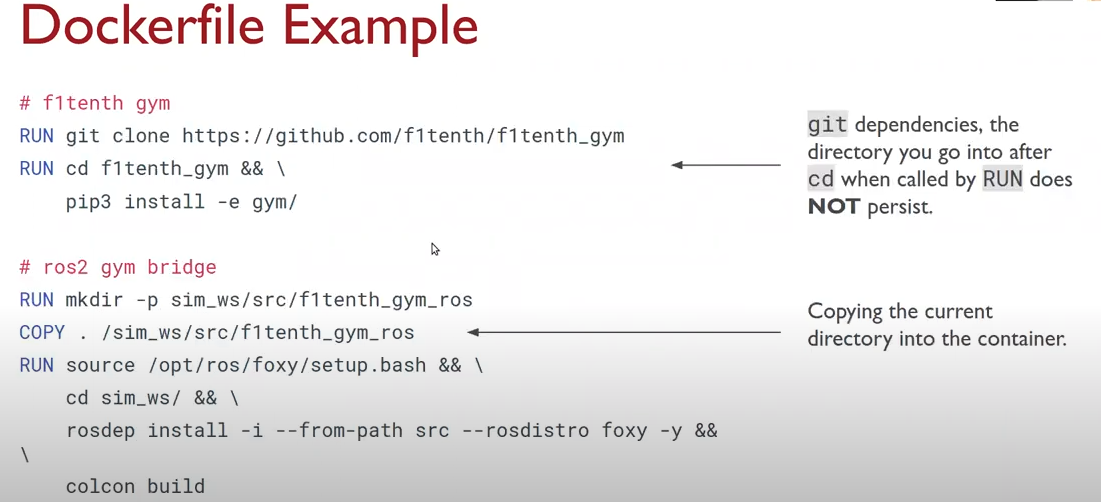 Dockerfile Example
# f1tenth gym
RUN git clone https://github.com/f1tenth/f1tenth_gym
RUN cd f1tenth_gym && \
pip3 install -e gym/
git dependencies, the
directory you go into after
cd when called by RUN does
NOT persist.
# ros2 gym bridge
RUN mkdir -p sim_ws/src/f1tenth_gym_ros
COPY . /sim_ws/src/f1tenth_gym_ros
RUN source /opt/ros/foxy/setup.bash && \
cd sim_ws/ && \
rosdep install -i --from-path src --rosdistro foxy -y &&
\
colcon build
Copying the current
directory into the container.